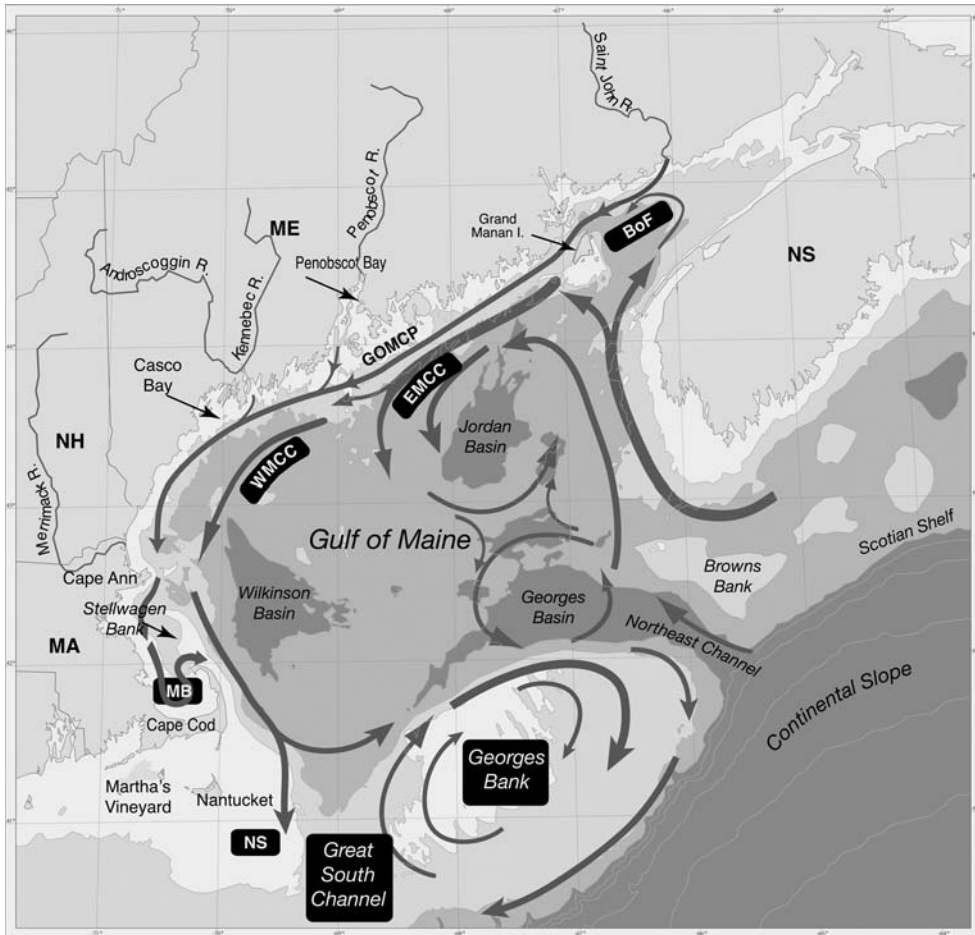 Saint John R.
Penobscot R.
ME
Grand
Manan I.
BoF
NS
Androscoggin R.
Kennebec R.
Penobscot Bay
GOMCP
EMCC
Casco
Bay
NH
WMCC
Jordan
Basin
Merrimack R.
Gulf of Maine
Scotian Shelf
Browns
Bank
Cape Ann
Stellwagen
Bank
Wilkinson
Basin
Georges
Basin
Northeast Channel
MA
MB
Cape Cod
Continental Slope
Georges
Bank
Martha's
Vineyard
Nantucket
NS
Great
South
Channel